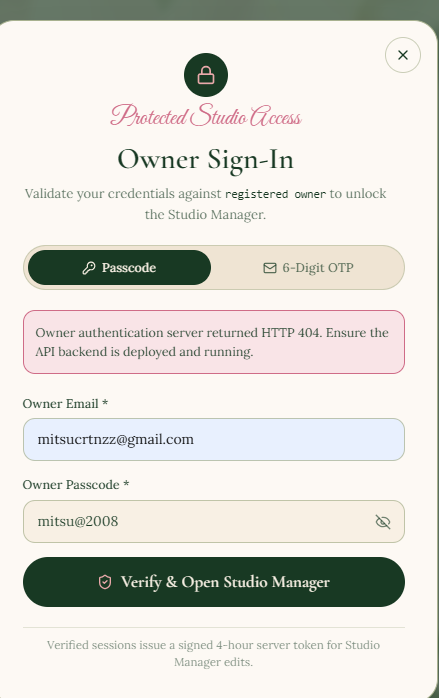 Protected Studio Access
Owner Sign-In
Validate your credentials against registered owner to unlock
the Studio Manager.
Passcode
6-Digit OTP
Owner authentication server returned HTTP 404. Ensure the
API backend is deployed and running.
Owner Email *
mitsucrtnzz@gmail.com
Owner Passcode *
mitsu@2008
Verify & Open Studio Manager
Verified sessions issue a signed 4-hour server token for Studio
Manager edits.